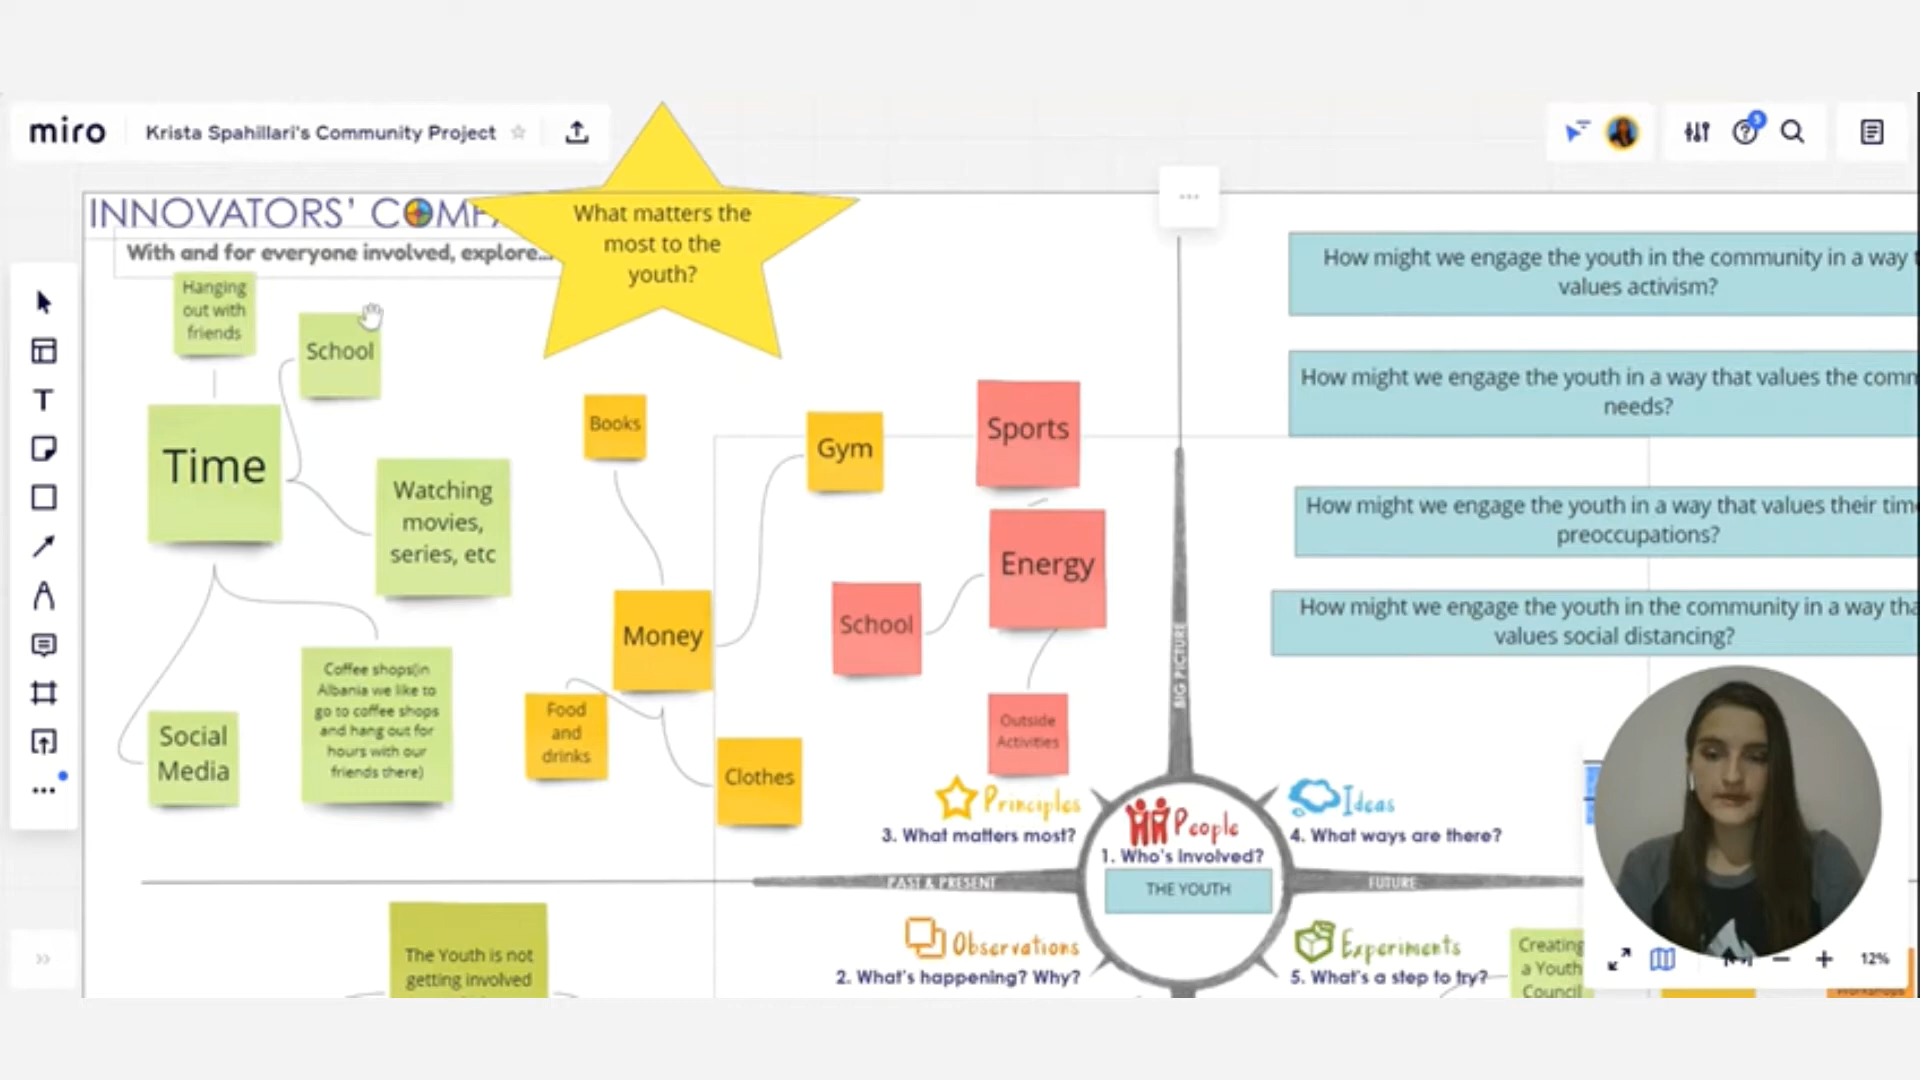 miro
Krista Spahillari's Community Project
3
INNOVATORS' COMPA
With and for everyone involved, explore...
What matters the
most to the
youth?
Hanging
out with
friends
School
Time
Watching
movies,
series, etc
Social
Media
Coffee shops(in
Albania we like to
go to coffee shops
and hang out for
hours with our
friends there)
Books
Gym
Money
Food
and
drinks
Clothes
Sports
Energy
School
Outside
Activities
How might we engage the youth in the community in a way t
values activism?
How might we engage the youth in a way that values the comm
needs?
How might we engage the youth in a way that values their tim
preoccupations?
How might we engage the youth in the community in a way tha
values social distancing?
BIG PICTURE
Principles
3. What matters most?
People
1. Who's involved?
THE YOUTH
Ideas
4. What ways are there?
PAST & PRESENT
FUTURE
Observations
2. What's happening? Why?
Experiments
5. What's a step to try?
The Youth is not
getting involved
Creating
a Youth
Council
Workshops
12%